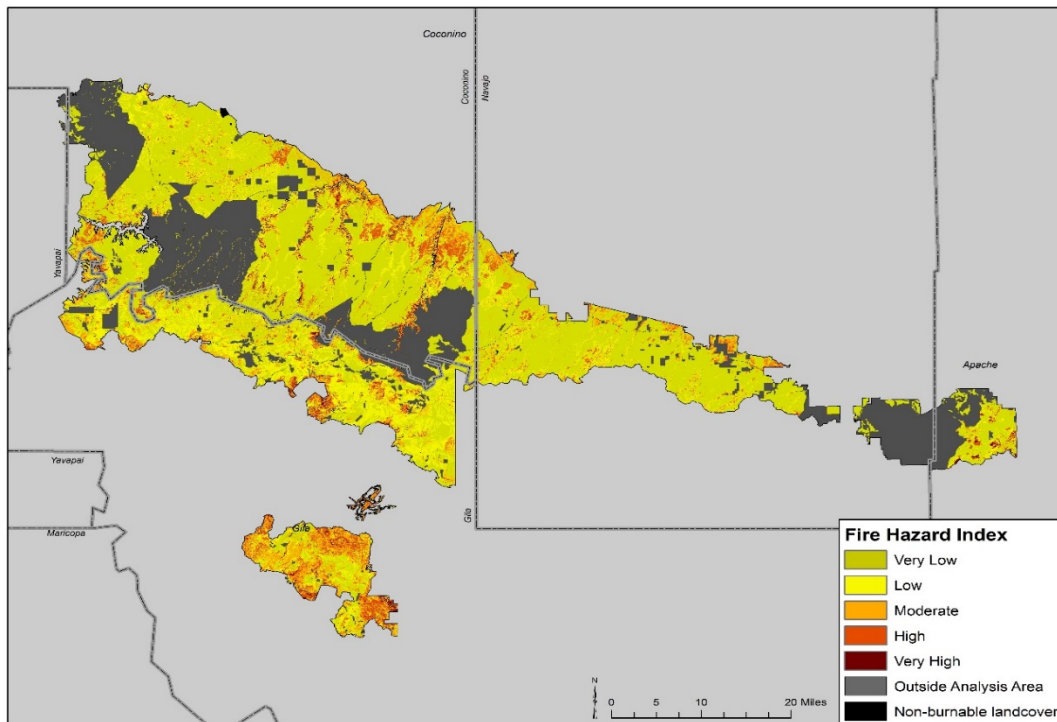 Coconino
Coconino
Navajo
Yavapai
Apache
Yavapai
Maricopa
Gila
Gila
Fire Hazard Index
Very Low
Low
Moderate
High
Very High
Outside Analysis Area
Non-burnable landcover
N
0 5 10 20 Miles